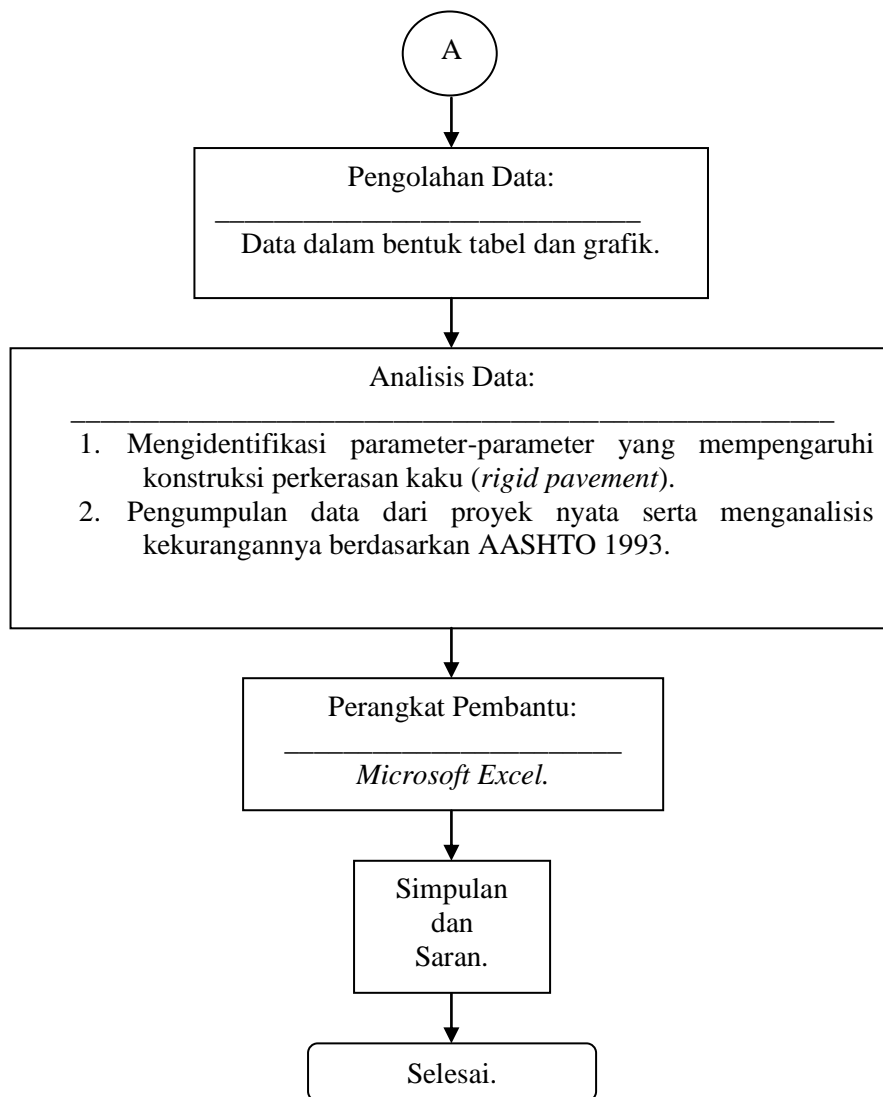 A
Pengolahan Data:
Data dalam bentuk tabel dan grafik.
Analisis Data:
1. Mengidentifikasi parameter-parameter yang mempengaruhi
konstruksi perkerasan kaku (rigid pavement).
2. Pengumpulan data dari proyek nyata serta menganalisis
kekurangannya berdasarkan AASHTO 1993.
Perangkat Pembantu:
Microsoft Excel.
Simpulan
dan
Saran.
Selesai.